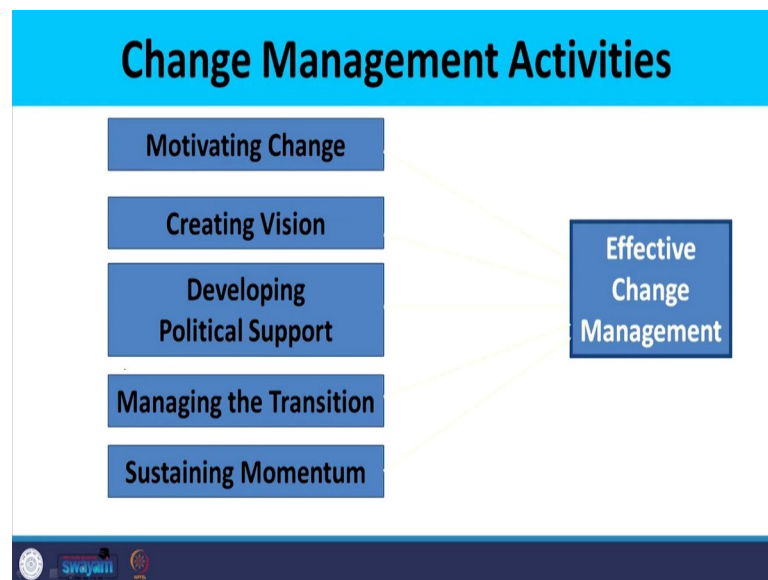 Change Management Activities
Motivating Change
Creating Vision
Developing
Political Support
Managing the Transition
Sustaining Momentum
Effective
Change
Management
swayam